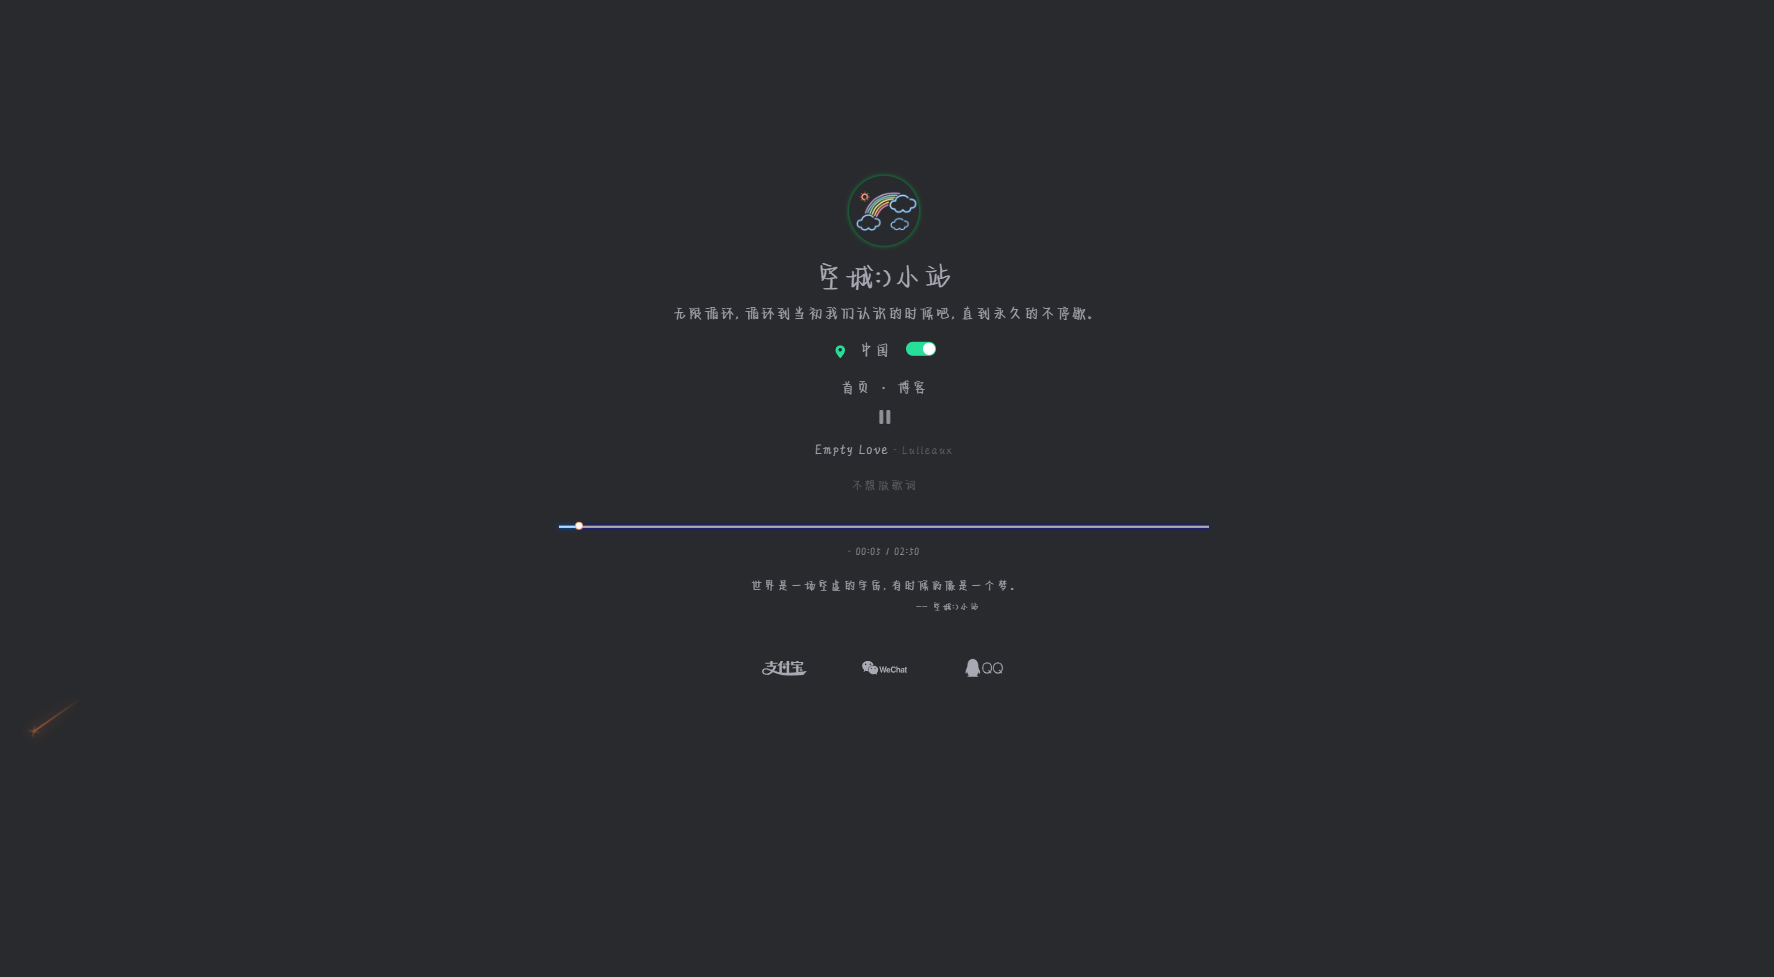 空城:)小站
无限循环, 循环到当初我们认识的时候吧, 直到永久的不停歇。
中国
首页 · 博客
Empty Love - Lulleaux
不想做歌词
- 00:05 / 02:50
世界是一场空虚的宇宙, 有时候的像是一个梦。
-- 空城:)小站
支付宝 WeChat QQ